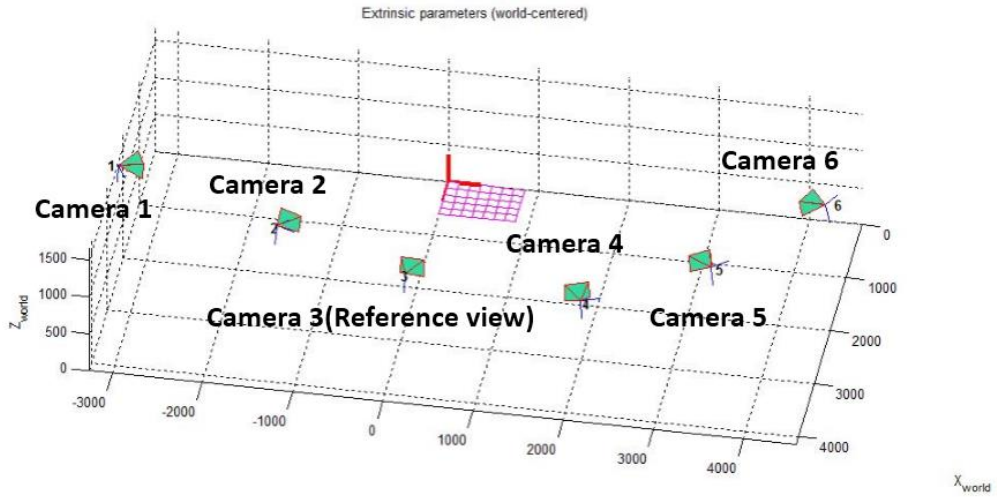 Extrinsic parameters (world-centered)
Camera 6
1
Camera 2
6
Camera 1
2
Camera 4
0
5
3
1500
1000
4
1000
Camera 3(Reference view)
Camera 5
500
2000
0
Zworld
-3000
-2000
-1000
0
1000
2000
3000
4000
3000
4000
Xworld